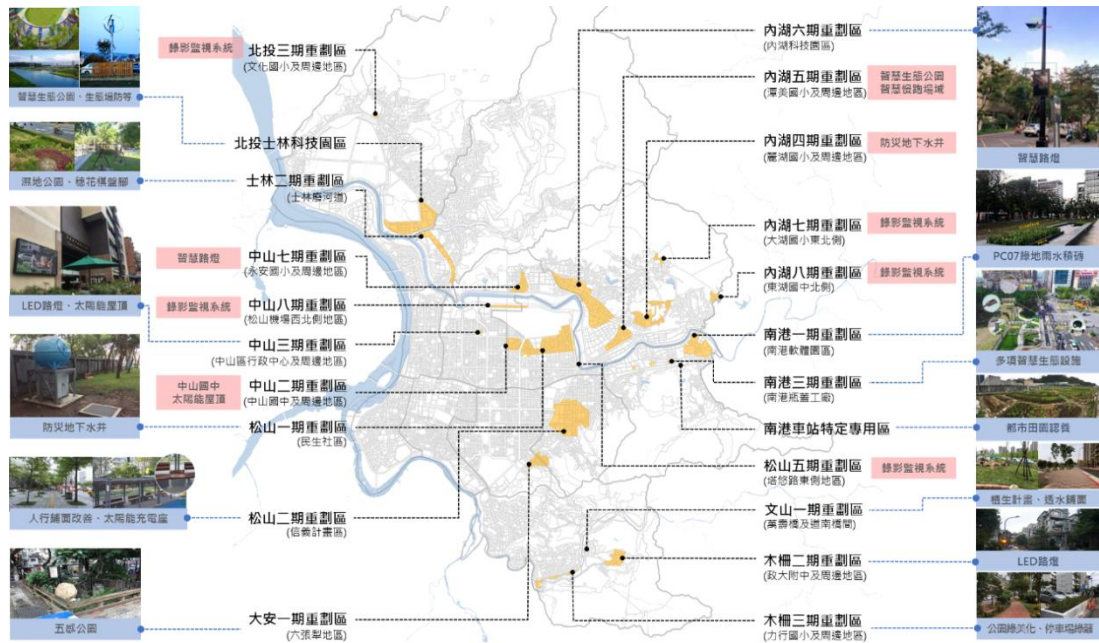 智慧生態公園、生態堤防等
濕地公園、穗花棋盤腳
LED路燈、太陽能屋頂
防災地下水井
人行鋪面改善、太陽能充電座
五感公園
錄影監視系統
北投三期重劃區
(文化國小及周邊地區)
北投士林科技園區
士林二期重劃區
(士林廢河道)
智慧路燈
中山七期重劃區
(永安國小及周邊地區)
錄影監視系統
中山八期重劃區
(松山機場西北側地區)
中山三期重劃區
(中山區行政中心及周邊地區)
中山國中
太陽能屋頂
中山二期重劃區
(中山國中及周邊地區)
松山一期重劃區
(民生社區)
松山二期重劃區
(信義計畫區)
大安一期重劃區
(六張犁地區)
內湖六期重劃區
(內湖科技園區)
內湖五期重劃區
(潭美國小及周邊地區)
智慧生態公園
智慧慢跑場域
內湖四期重劃區
(麗湖國小及周邊地區)
防災地下水井
內湖七期重劃區
(大湖國小東北側)
錄影監視系統
內湖八期重劃區
(東湖國中北側)
錄影監視系統
南港一期重劃區
(南港軟體園區)
南港三期重劃區
(南港瓶蓋工廠)
南港車站特定專用區
松山五期重劃區
(塔悠路東側地區)
錄影監視系統
文山一期重劃區
(萬壽橋及道南橋間)
木柵二期重劃區
(政大附中及周邊地區)
木柵三期重劃區
(力行國小及周邊地區)
智慧路燈
PC07綠地雨水積磚
多項智慧生態設施
都市田園認養
植生計畫、透水鋪面
LED路燈
公園綠美化、停車場綠籬